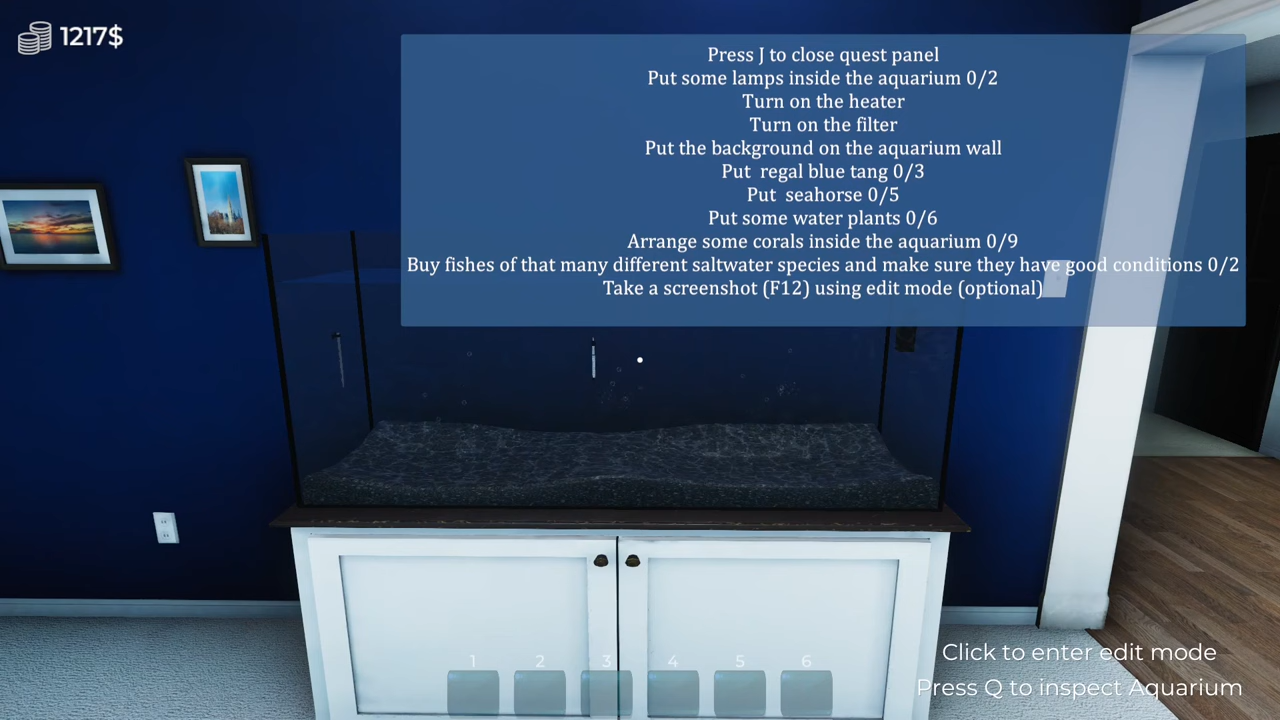 1217$
Press J to close quest panel
Put some lamps inside the aquarium 0/2
Turn on the heater
Turn on the filter
Put the background on the aquarium wall
Put  regal blue tang 0/3
Put  seahorse 0/5
Put some water plants 0/6
Arrange some corals inside the aquarium 0/9
Buy fishes of that many different saltwater species and make sure they have good conditions 0/2
Take a screenshot (F12) using edit mode (optional)
Click to enter edit mode
1 2 3 4 5 6
Press Q to inspect Aquarium